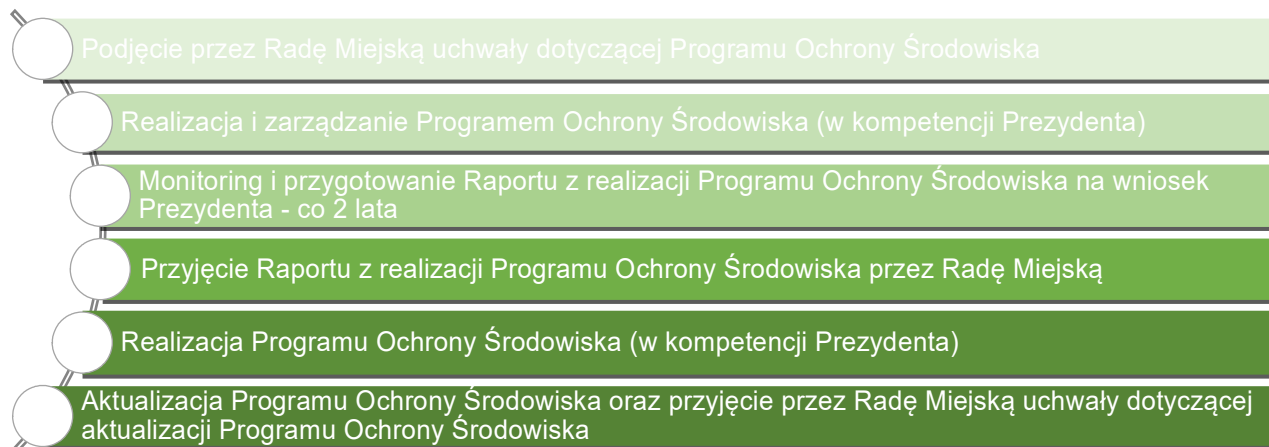 Podjęcie przez Radę Miejską uchwały dotyczącej Programu Ochrony Środowiska
Realizacja i zarządzanie Programem Ochrony Środowiska (w kompetencji Prezydenta)
Monitoring i przygotowanie Raportu z realizacji Programu Ochrony Środowiska na wniosek
Prezydenta - co 2 lata
Przyjęcie Raportu z realizacji Programu Ochrony Środowiska przez Radę Miejską
Realizacja Programu Ochrony Środowiska (w kompetencji Prezydenta)
Aktualizacja Programu Ochrony Środowiska oraz przyjęcie przez Radę Miejską uchwały dotyczącej
aktualizacji Programu Ochrony Środowiska